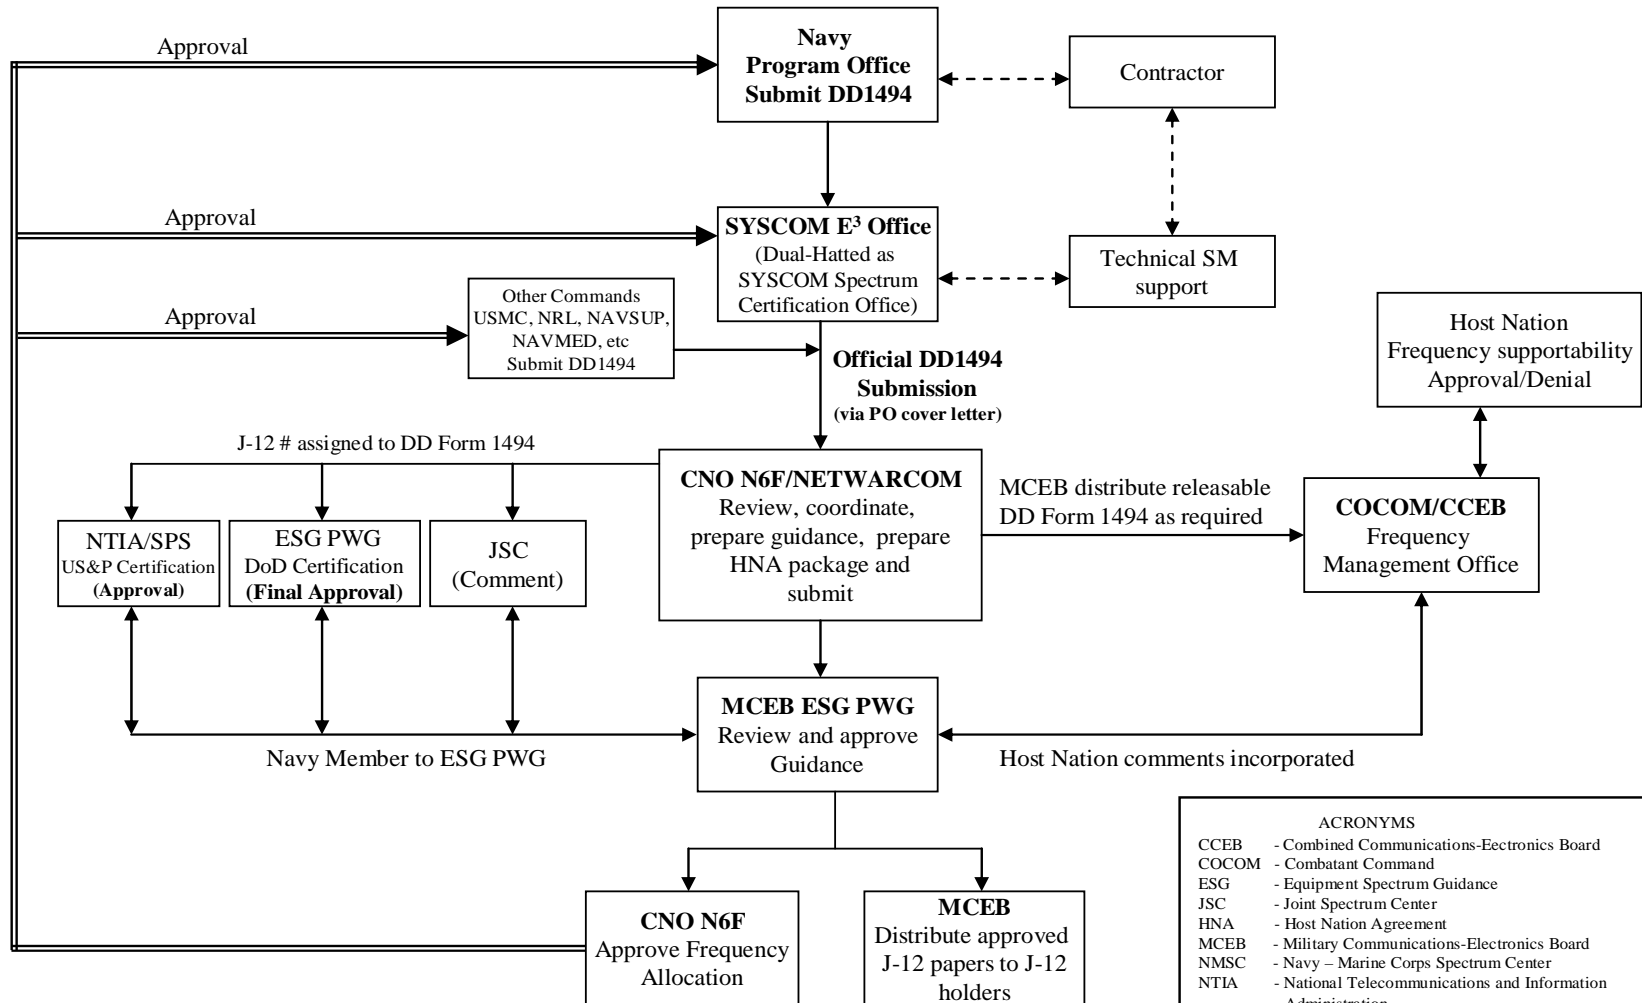 Approval
Navy
Program Office
Submit DD1494
Contractor
Approval
SYSCOM E³ Office
(Dual-Hatted as
SYSCOM Spectrum
Certification Office)
Technical SM
support
Approval
Other Commands
USMC, NRL, NAVSUP,
NAVMED, etc
Submit DD1494
Official DD1494
Submission
(via PO cover letter)
Host Nation
Frequency supportability
Approval/Denial
J-12 # assigned to DD Form 1494
NTIA/SPS
US&P Certification
(Approval)
ESG PWG
DoD Certification
(Final Approval)
JSC
(Comment)
CNO N6F/NETWARCOM
Review, coordinate,
prepare guidance, prepare
HNA package and
submit
MCEB distribute releasable
DD Form 1494 as required
COCOM/CCEB
Frequency
Management Office
Navy Member to ESG PWG
MCEB ESG PWG
Review and approve
Guidance
Host Nation comments incorporated
CNO N6F
Approve Frequency
Allocation
MCEB
Distribute approved
J-12 papers to J-12
holders
ACRONYMS
CCEB - Combined Communications-Eectronics Board
COCOM - Combatant Command
ESG - Equipment Spectrum Guidance
JSC - Joint Spectrum Center
HNA - Host Nation Agreement
MCEB - Military Communications-Electronics Board
NMSC - Navy – Marine Corps Spectrum Center
NTIA - National Telecommunications and Information
Administration